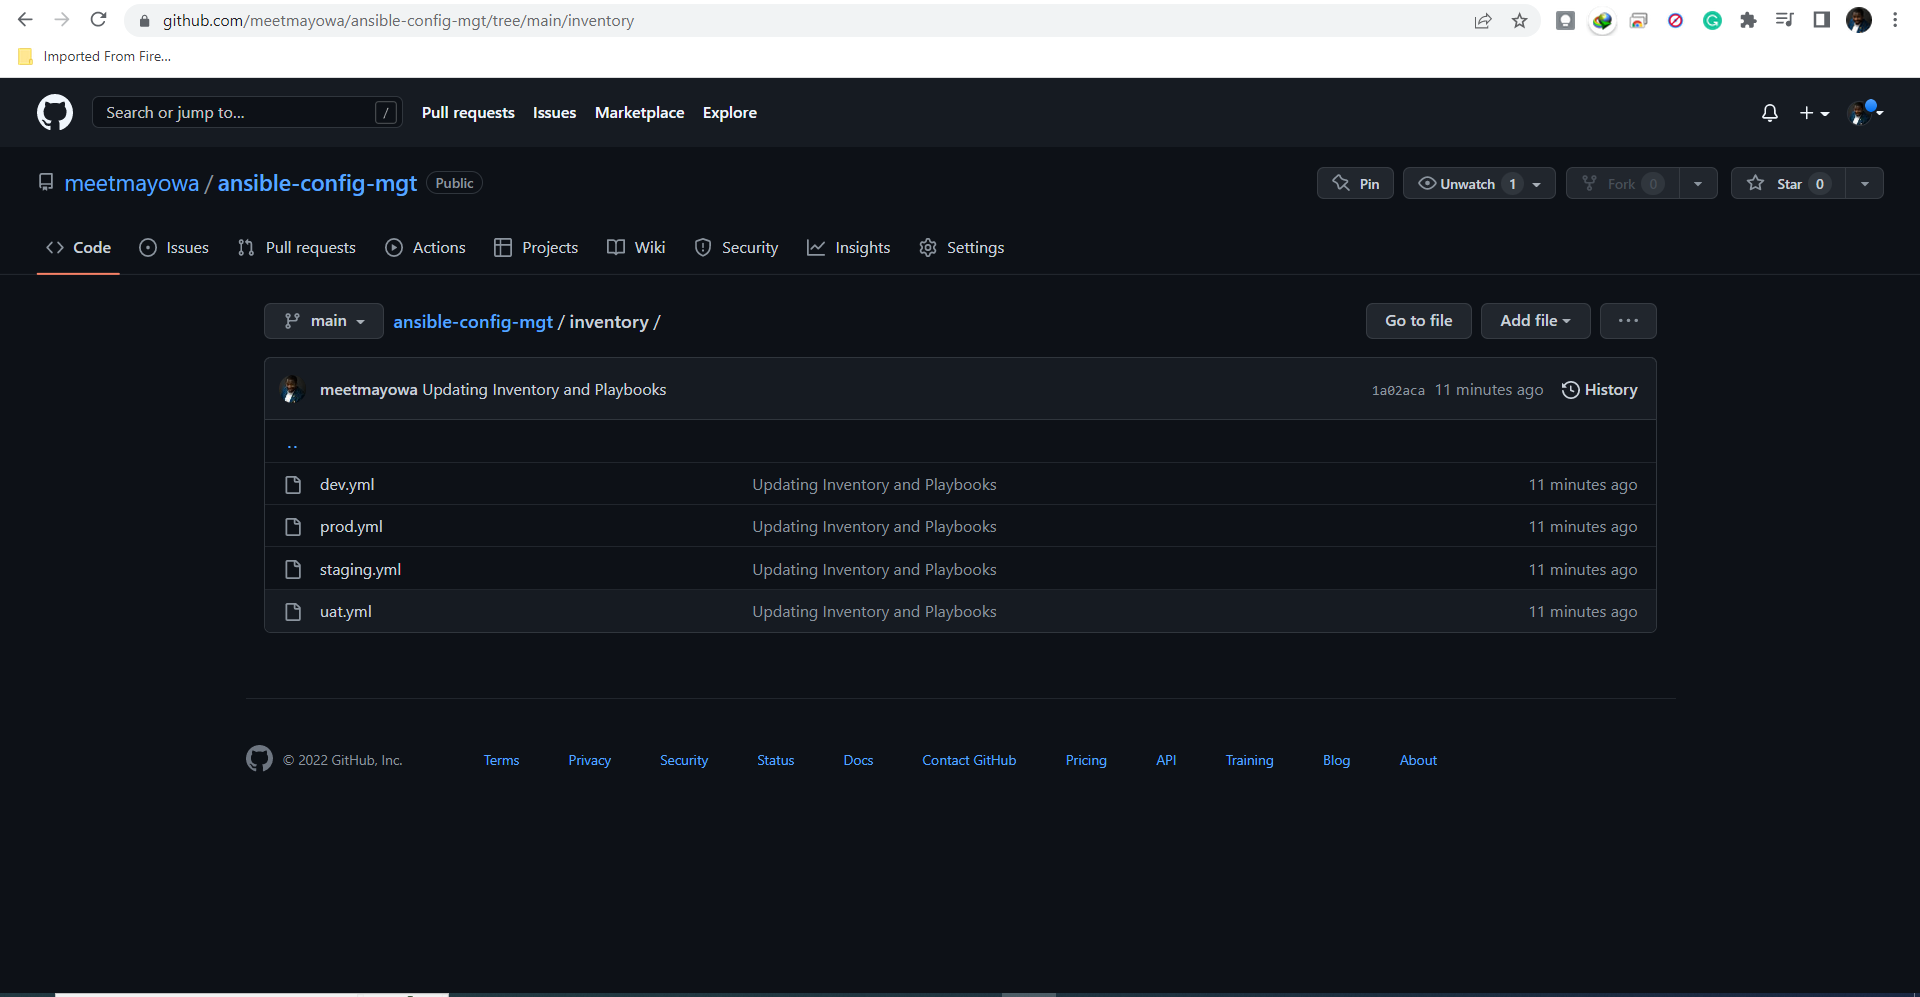 github.com/meetmayowa/ansible-config-mgt/tree/main/inventory
Imported From Fire...
Search or jump to... /
Pull requests Issues Marketplace Explore
meetmayowa / ansible-config-mgt Public
Pin Unwatch 1 Fork 0 Star 0
Code Issues Pull requests Actions Projects Wiki Security Insights Settings
main ansible-config-mgt / inventory / Go to file Add file ...
meetmayowa Updating Inventory and Playbooks 1a02aca 11 minutes ago History
..
dev.yml Updating Inventory and Playbooks 11 minutes ago
prod.yml Updating Inventory and Playbooks 11 minutes ago
staging.yml Updating Inventory and Playbooks 11 minutes ago
uat.yml Updating Inventory and Playbooks 11 minutes ago
© 2022 GitHub, Inc. Terms Privacy Security Status Docs Contact GitHub Pricing API Training Blog About